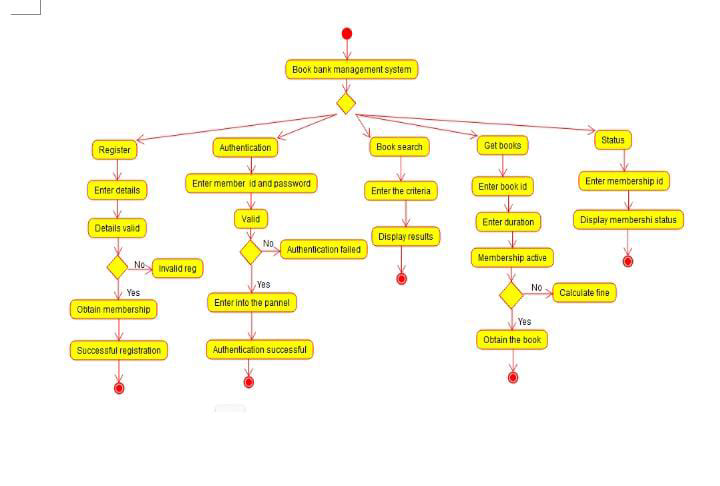 Book bank management system
Register
Enter details
Details valid
No
Invalid reg
Yes
Obtain membership
Successful registration
Authentication
Enter member id and password
Valid
No
Authentication failed
Yes
Enter into the pannel
Authentication successful
Book search
Enter the criteria
Display results
Get books
Enter book id
Enter duration
Membership active
No
Calculate fine
Yes
Obtain the book
Status
Enter membership id
Display membershi status